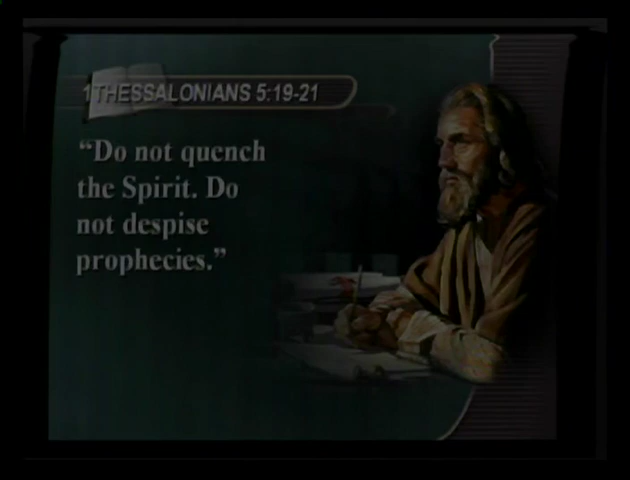 1THESSALONIANS 5:19-21
“Do not quench
the Spirit. Do
not despise
prophecies.”